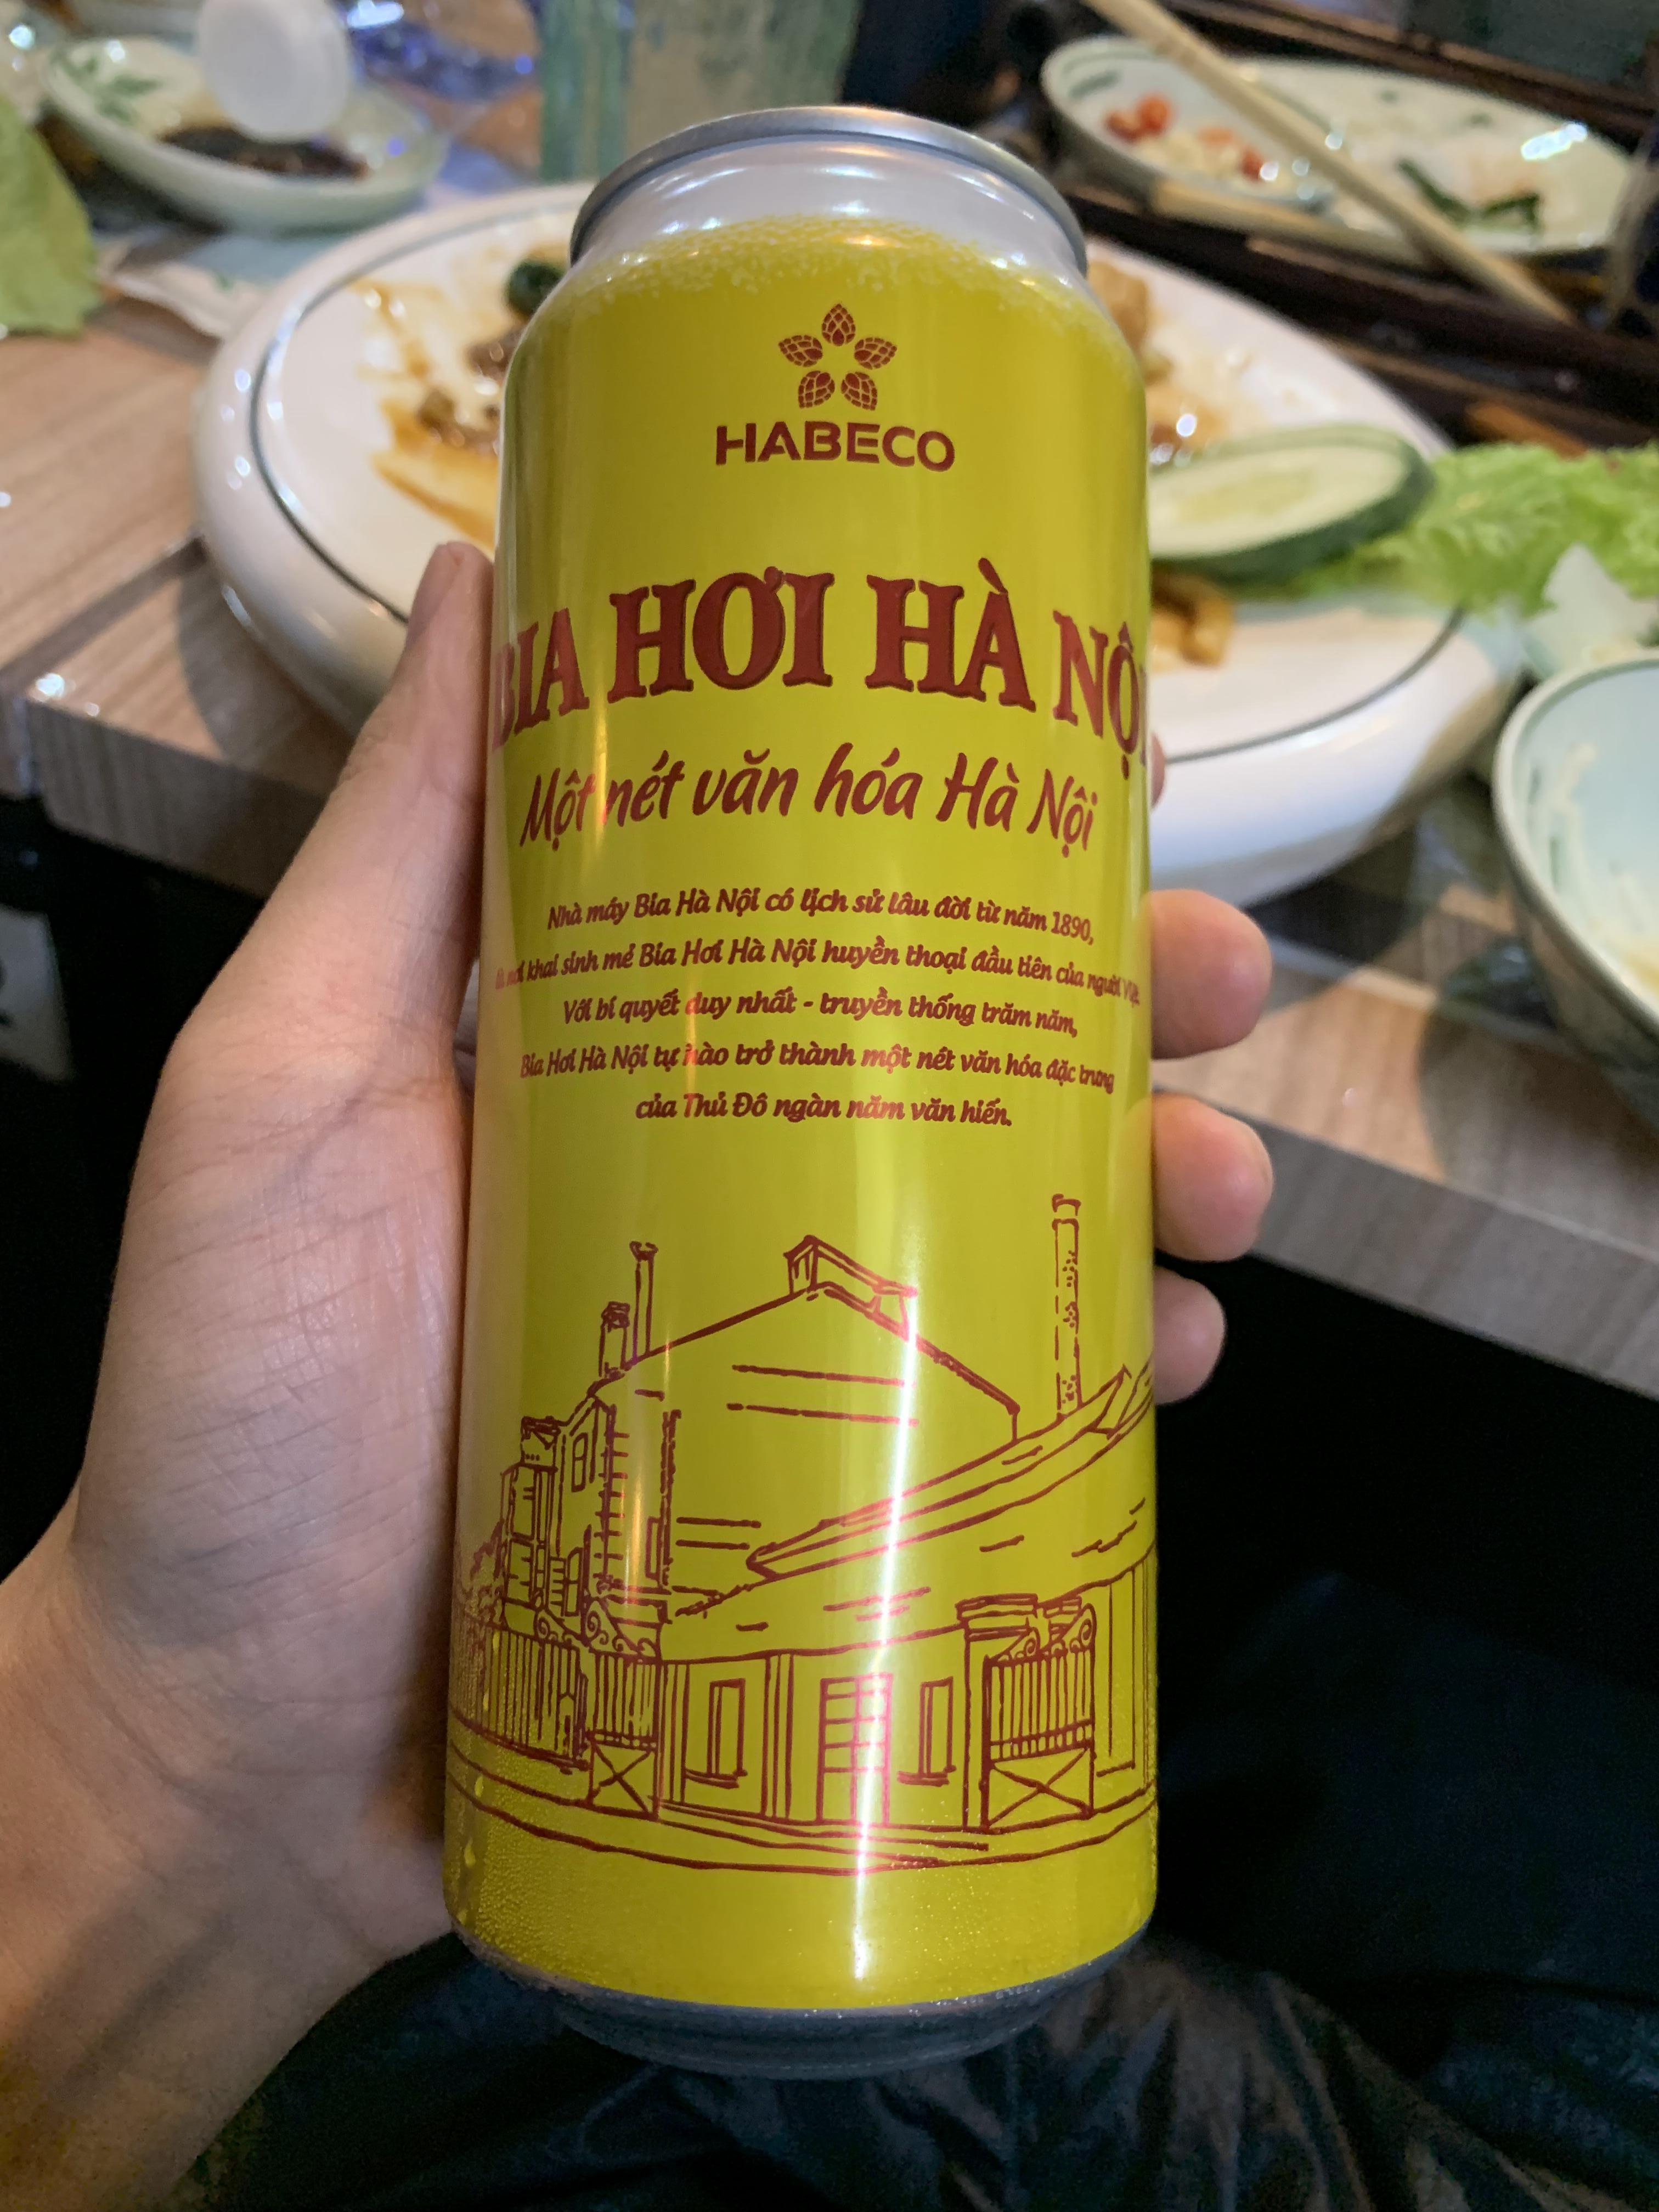 HABECO
BIA HƠI HÀ NỘI
Một nét văn hóa Hà Nội
Nhà máy Bia Hà Nội có lịch sử lâu đời từ năm 1890,
là nơi khai sinh mẻ Bia Hơi Hà Nội huyền thoại đầu tiên của người Việt.
Với bí quyết duy nhất - truyền thống trăm năm,
Bia Hơi Hà Nội tự hào trở thành một nét văn hóa đặc trưng
của Thủ Đô ngàn năm văn hiến.